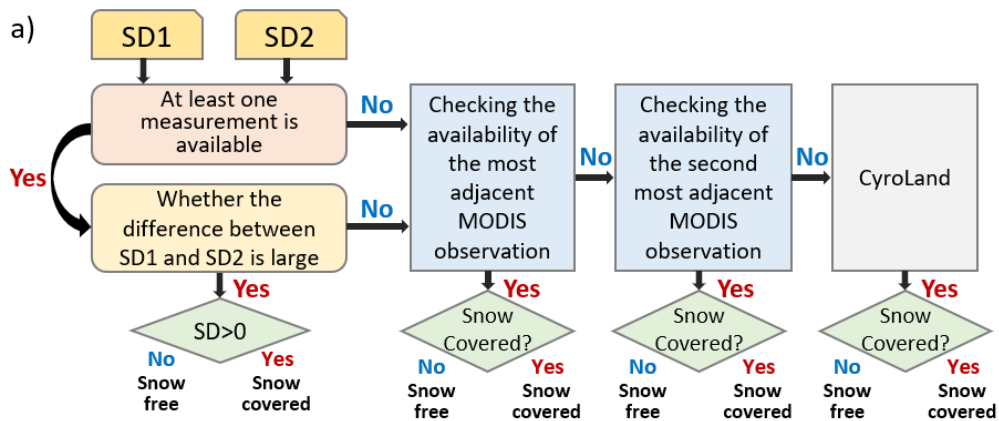 a)
SD1
SD2
At least one
measurement is
available
No
Yes
Whether the
difference between
SD1 and SD2 is large
No
Yes
SD>0
No
Yes
Snow
free
Snow
covered
Checking the
availability of
the most
adjacent
MODIS
observation
No
Yes
Snow
Covered?
No
Yes
Snow
free
Snow
covered
Checking the
availability of
the second
most adjacent
MODIS
observation
No
Yes
Snow
Covered?
No
Yes
Snow
free
Snow
covered
CyroLand
Yes
Snow
Covered?
No
Yes
Snow
free
Snow
covered